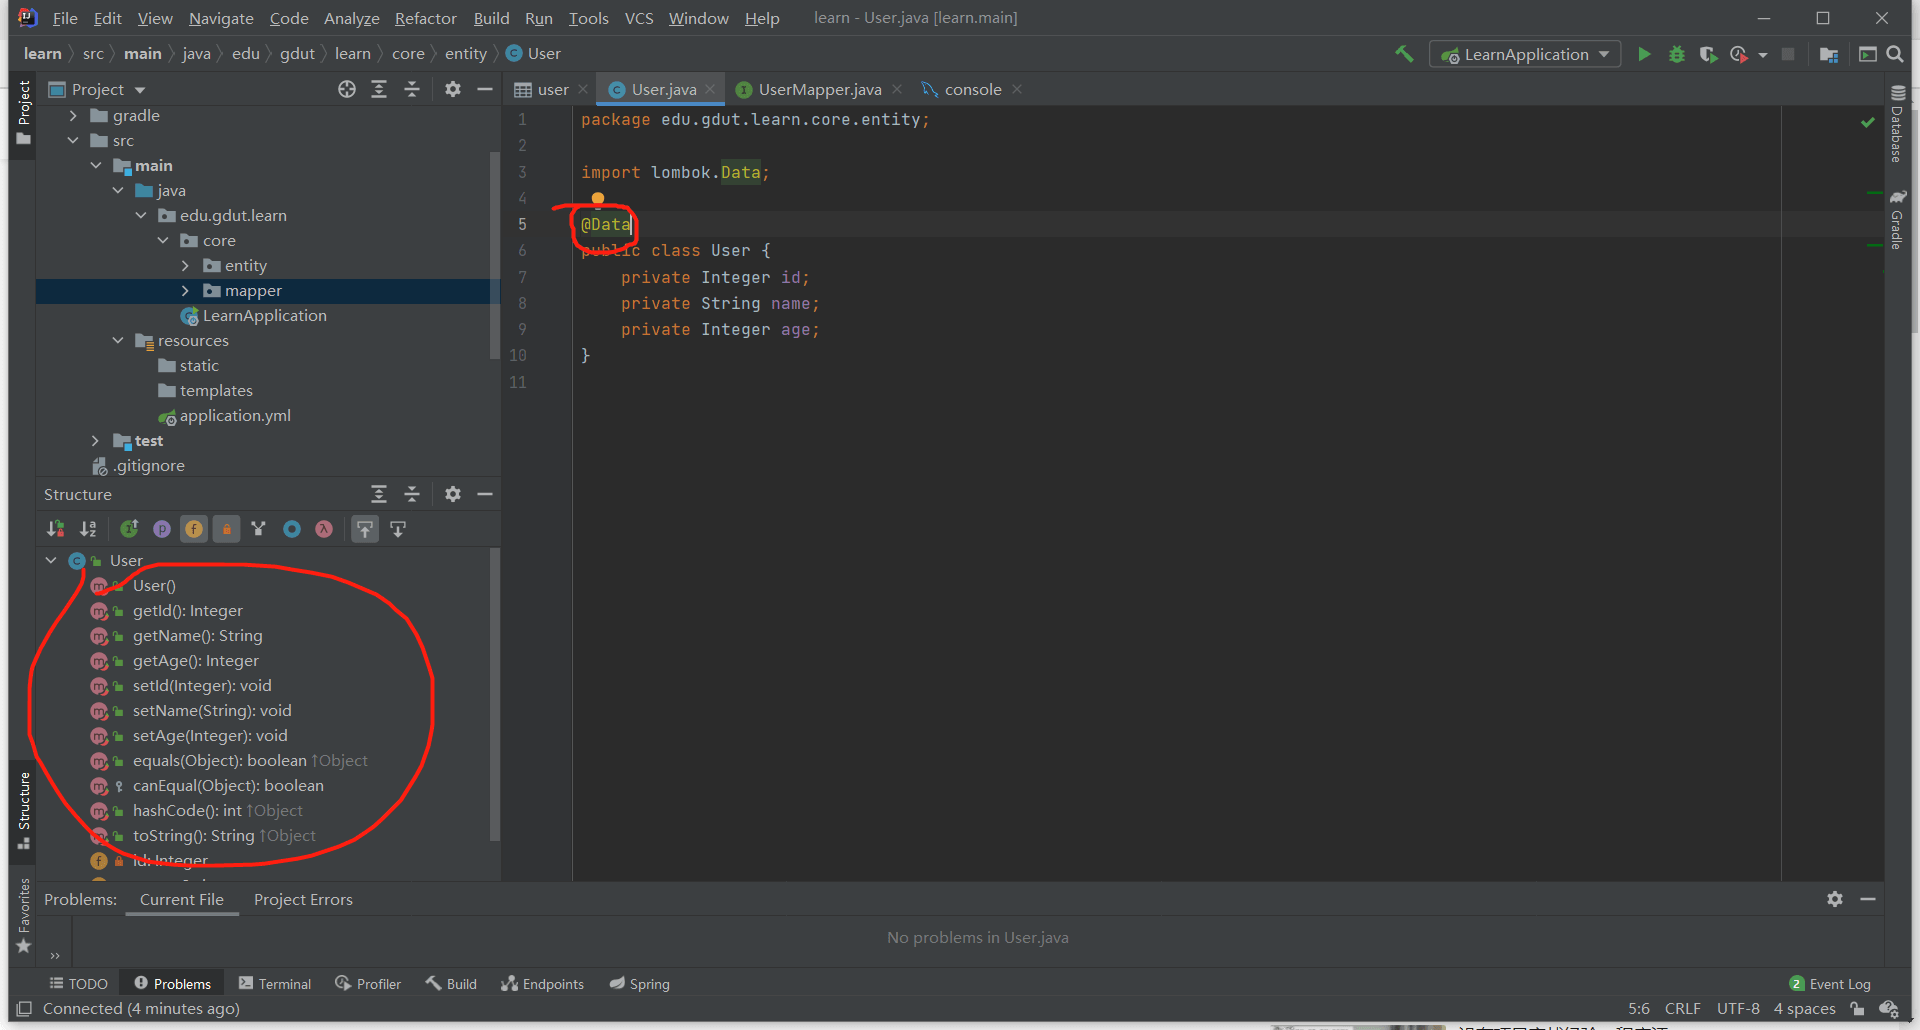 File Edit View Navigate Code Analyze Refactor Build Run Tools VCS Window Help learn - User.java [learn.main]
learn src main java edu gdut learn core entity User LearnApplication
Project
user User.java UserMapper.java console
gradle
src
main
java
edu.gdut.learn
core
entity
mapper
LearnApplication
resources
static
templates
application.yml
test
.gitignore
1 package edu.gdut.learn.core.entity;
2
3 import lombok.Data;
4
5 @Data
6 public class User {
7 private Integer id;
8 private String name;
9 private Integer age;
10 }
11
Structure
User
User()
getId(): Integer
getName(): String
getAge(): Integer
setId(Integer): void
setName(String): void
setAge(Integer): void
equals(Object): boolean ↑Object
canEqual(Object): boolean
hashCode(): int ↑Object
toString(): String ↑Object
id: Integer
Project
Structure
Favorites
Database
Gradle
Problems: Current File Project Errors
No problems in User.java
TODO Problems Terminal Profiler Build Endpoints Spring 2 Event Log
Connected (4 minutes ago) 5:6 CRLF UTF-8 4 spaces